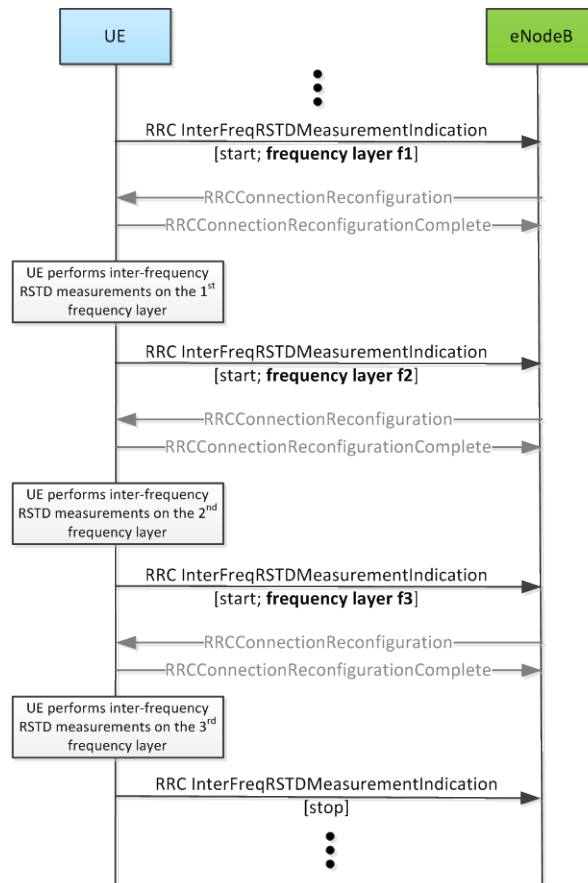 UE
eNodeB
RRC InterFreqRSTDMeasurementIndication
[start; frequency layer f1]
RRCConnectionReconfiguration
RRCConnectionReconfigurationComplete
UE performs inter-frequency
RSTD measurements on the 1st
frequency layer
RRC InterFreqRSTDMeasurementIndication
[start; frequency layer f2]
RRCConnectionReconfiguration
RRCConnectionReconfigurationComplete
UE performs inter-frequency
RSTD measurements on the 2nd
frequency layer
RRC InterFreqRSTDMeasurementIndication
[start; frequency layer f3]
RRCConnectionReconfiguration
RRCConnectionReconfigurationComplete
UE performs inter-frequency
RSTD measurements on the 3rd
frequency layer
RRC InterFreqRSTDMeasurementIndication
[stop]